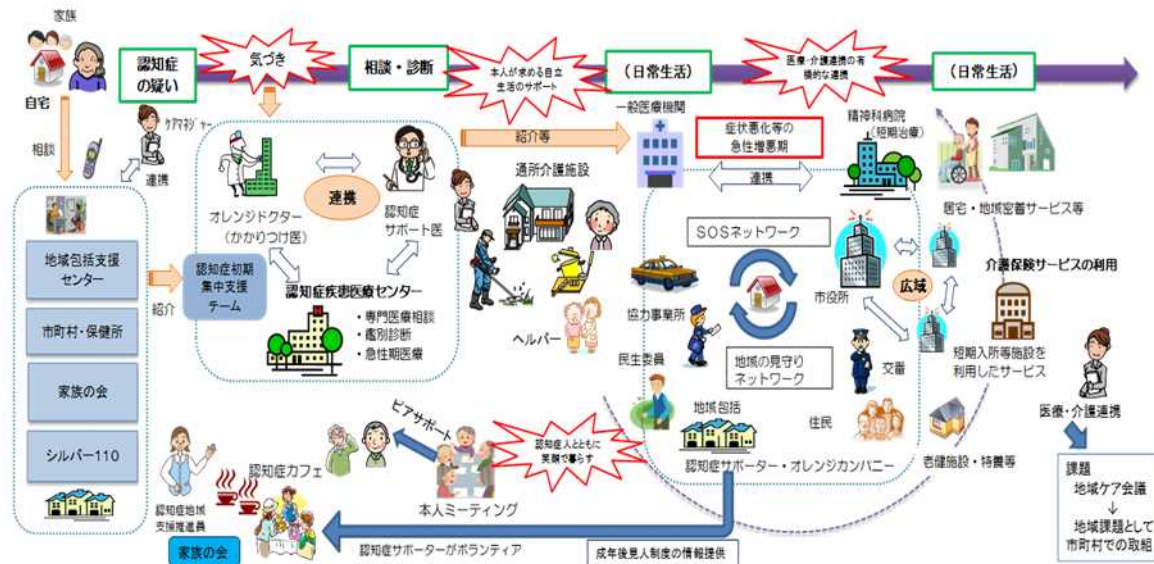 家族
自宅
相談
認知症
の疑い
気づき
相談・診断
本人が求める自立
生活のサポート
(日常生活)
医療・介護連携の有
機的な連携
(日常生活)
ケアマネジャー
連携
オレンジドクター
(かかりつけ医)
連携
認知症
サポート医
紹介等
一般医療機関
症状悪化等の
急性増悪期
連携
精神科病院
(短期治療)
通所介護施設
居宅・地域密着サービス等
地域包括支援
センター
市町村・保健所
家族の会
シルバー110
紹介
認知症初期
集中支援
チーム
認知症疾患医療センター
・専門医療相談
・鑑別診断
・急性期医療
ヘルパー
SOSネットワーク
協力事業所
地域の見守り
ネットワーク
市役所
広域
介護保険サービスの利用
短期入所等施設を
利用したサービス
民生委員
交番
住民
地域包括
認知症サポーター・オレンジカンパニー
老健施設・特養等
医療・介護連携
課題
地域ケア会議
↓
地域課題として
市町村での取組
ピアサポート
認知症人とともに
笑顔で暮らす
本人ミーティング
認知症カフェ
認知症地域
支援推進員
家族の会
認知症サポーターがボランティア
成年後見人制度の情報提供